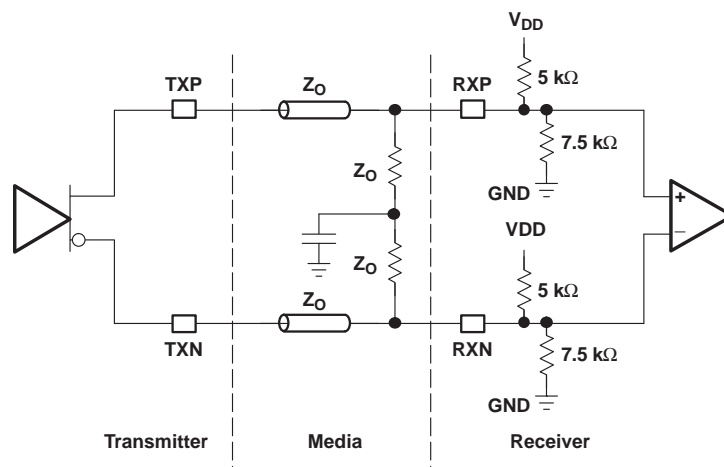 VDD
5 kΩ
TXP
ZO
RXP
7.5 kΩ
ZO
GND
+
−
VDD
ZO
ZO
5 kΩ
TXN
RXN
7.5 kΩ
GND
Transmitter
Media
Receiver